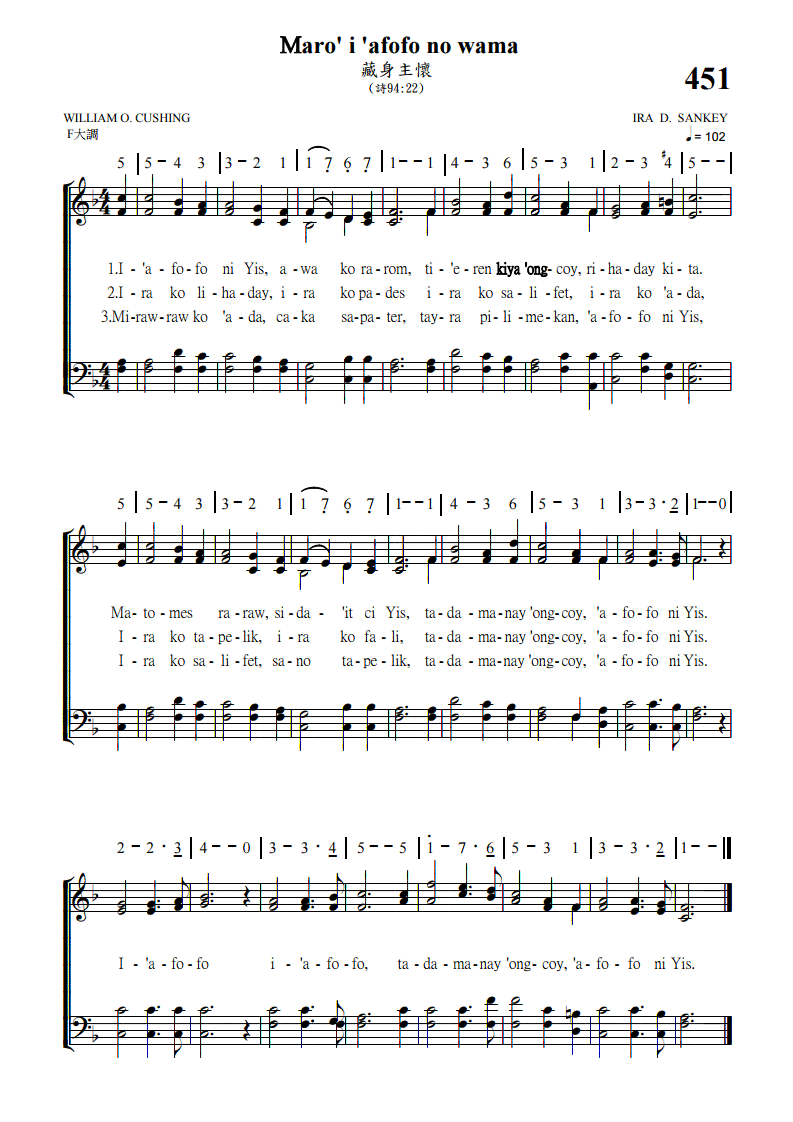 Maro' i 'afofo no wama
藏身主懷
(詩94:22)
451
WILLIAM O. CUSHING
IRA D. SANKEY
F大調
♩= 102
5 | 5 - 4 3 | 3 - 2 1 | 1 7̣ 6̣ 7̣ | 1 - - 1 | 4 - 3 6 | 5 - 3 1 | 2 - 3 ♯4 | 5 - - |
1.I - 'a - fo - fo ni Yis, a - wa ko ra - rom, ti - 'e - ren kiya 'ong - coy, ri - ha - day ki - ta.
2.I - ra ko li - ha - day, i - ra ko pa - des i - ra ko sa - li - fet, i - ra ko 'a - da,
3.Mi - raw - raw ko 'a - da, ca - ka sa - pa - ter, tay - ra pi - li - me - kan, 'a - fo - fo ni Yis,
5 | 5 - 4 3 | 3 - 2 1 | 1 7̣ 6̣ 7̣ | 1 - - 1 | 4 - 3 6 | 5 - 3 1 | 3 - 3 · 2 | 1 - 0 |
Ma - to - mes ra - raw, si - da - 'it ci Yis, ta - da - ma - nay 'ong - coy, 'a - fo - fo ni Yis.
I - ra ko ta - pe - lik, i - ra ko fa - li, ta - da - ma - nay 'ong - coy, 'a - fo - fo ni Yis.
I - ra ko sa - li - fet, sa - no ta - pe - lik, ta - da - ma - nay 'ong - coy, 'a - fo - fo ni Yis.
2 - 2 · 3 | 4 - - 0 | 3 - 3 · 4 | 5 - - 5 | 1̇ - 7 · 6 | 5 - 3 1 | 3 - 3 · 2 | 1 - - ‖
I - 'a - fo - fo i - 'a - fo - fo, ta - da - ma - nay 'ong - coy, 'a - fo - fo ni Yis.